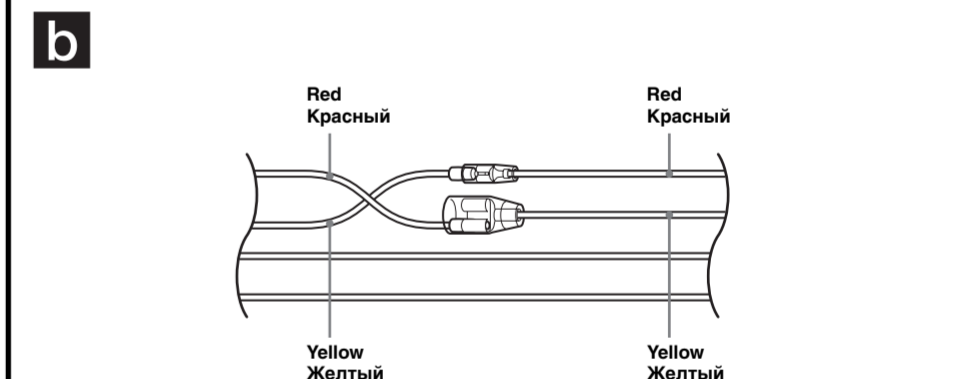 b
Red
Красный
Red
Красный
Yellow
Желтый
Yellow
Желтый